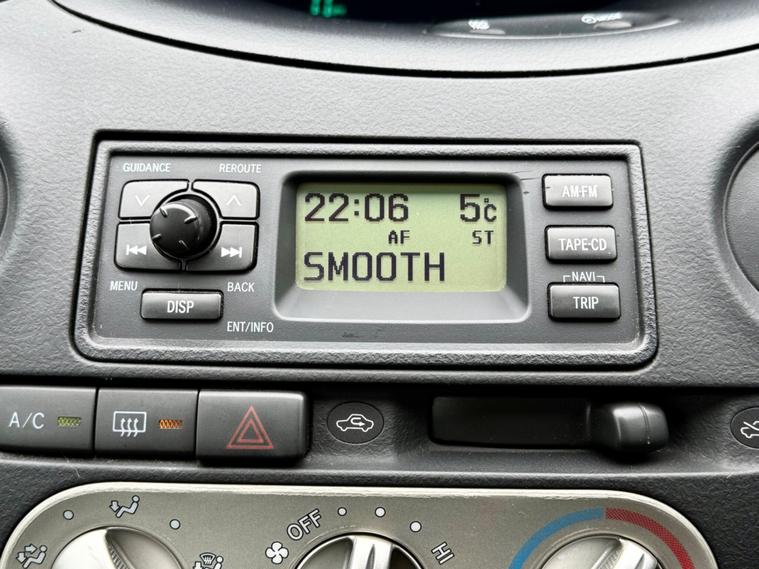 GUIDANCE
REROUTE
22:06 5°C
AF ST
SMOOTH
AM·FM
TAPE·CD
NAVI
TRIP
MENU
BACK
DISP
ENT/INFO
A/C
OFF
HI